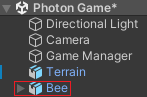 Photon Game*
Directional Light
Camera
Game Manager
Terrain
Bee